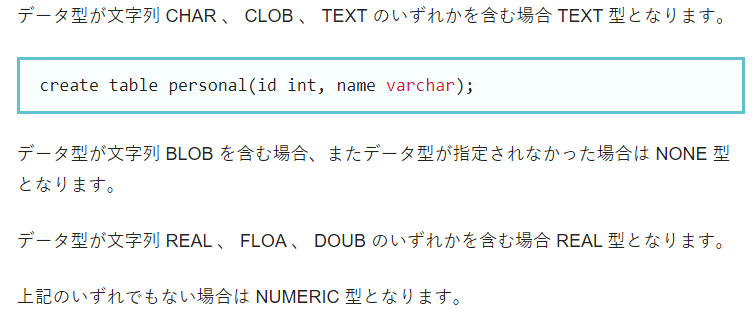 データ型が文字列 CHAR 、 CLOB 、 TEXT のいずれかを含む場合 TEXT 型となります。
create table personal(id int, name varchar);
データ型が文字列 BLOB を含む場合、またデータ型が指定されなかった場合は NONE 型
となります。
データ型が文字列 REAL 、 FLOA 、 DOUB のいずれかを含む場合 REAL 型となります。
上記のいずれでもない場合は NUMERIC 型となります。